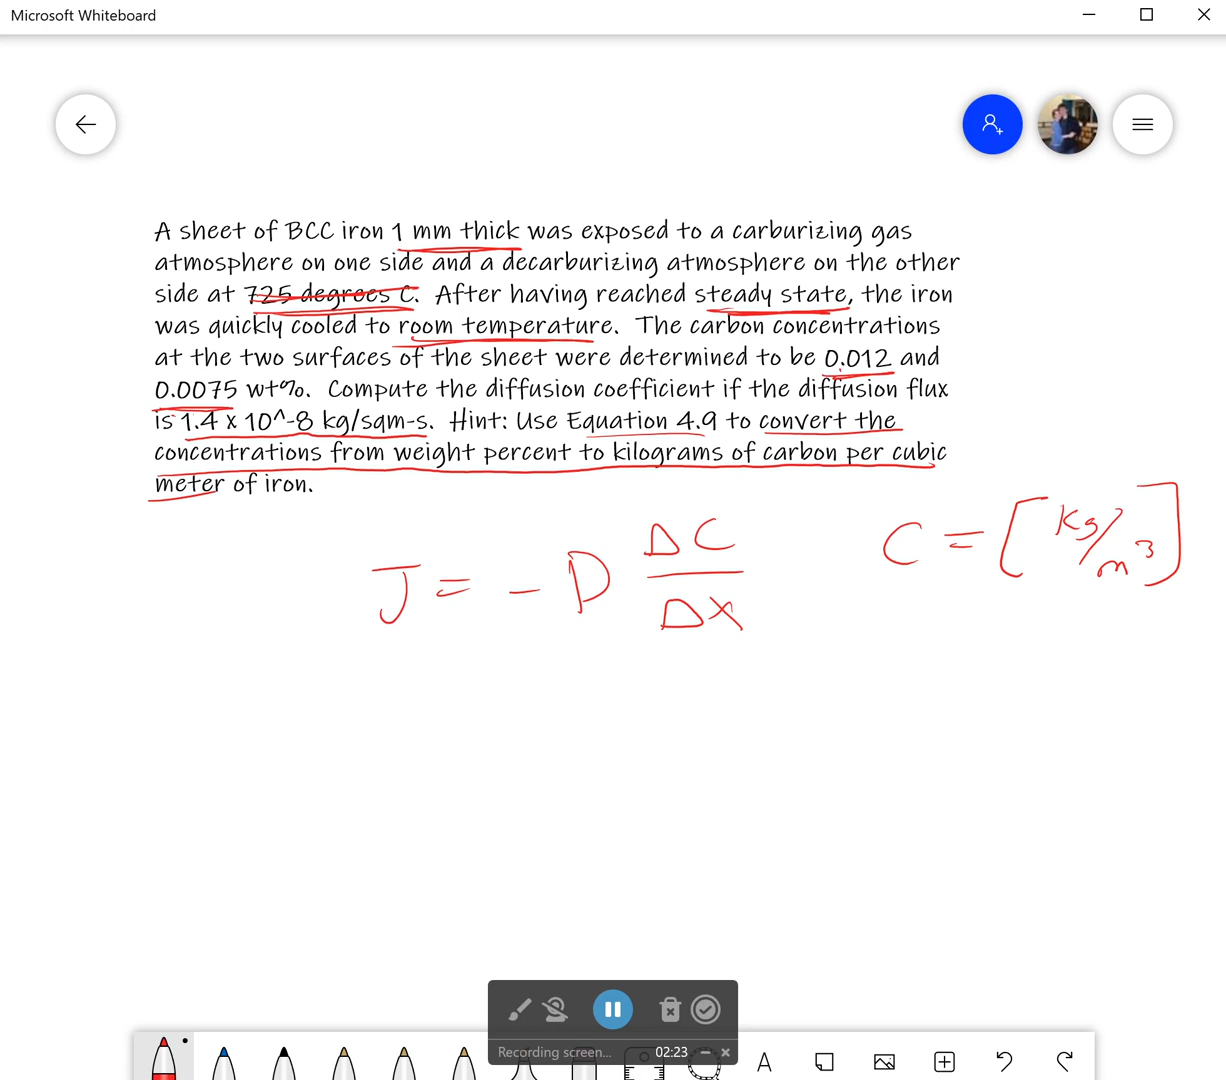 Microsoft Whiteboard
A sheet of BCC iron 1 mm thick was exposed to a carburizing gas
atmosphere on one side and a decarburizing atmosphere on the other
side at 725 degrees C. After having reached steady state, the iron
was quickly cooled to room temperature. The carbon concentrations
at the two surfaces of the sheet were determined to be 0.012 and
0.0075 wt%. Compute the diffusion coefficient if the diffusion flux
is 1.4 x 10^-8 kg/sqm-s. Hint: Use Equation 4.9 to convert the
concentrations from weight percent to kilograms of carbon per cubic
meter of iron.
J = - D ΔC/ΔX
C = [kg/m³]
Recording screen... 02:23
A